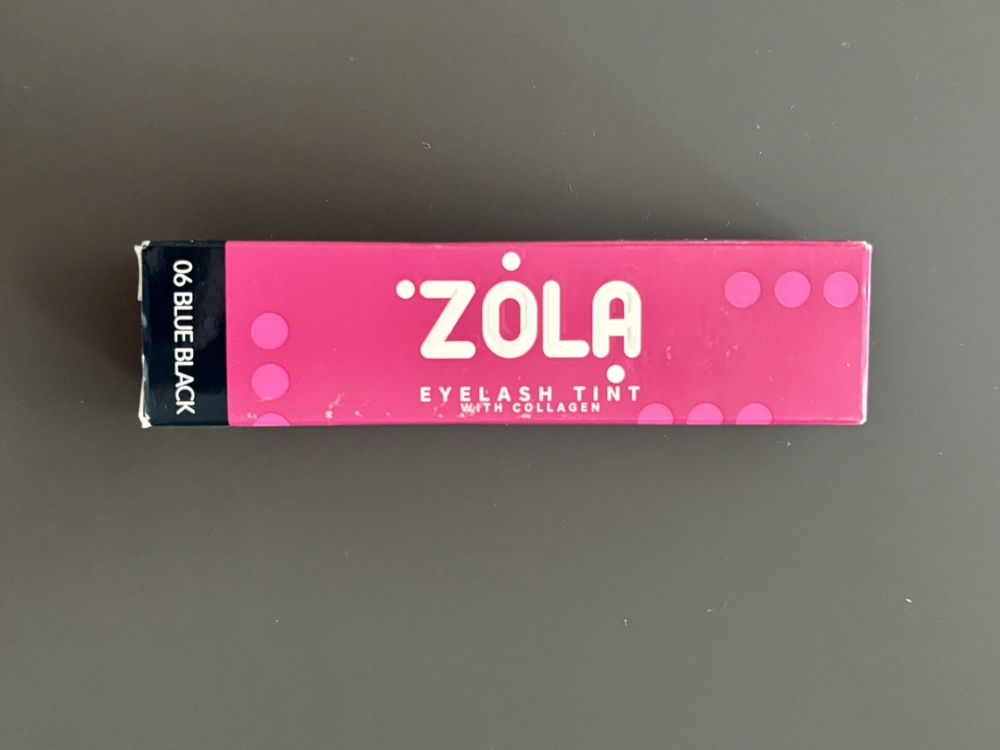 06 BLUE BLACK
ZOLA
EYELASH TINT
WITH COLLAGEN